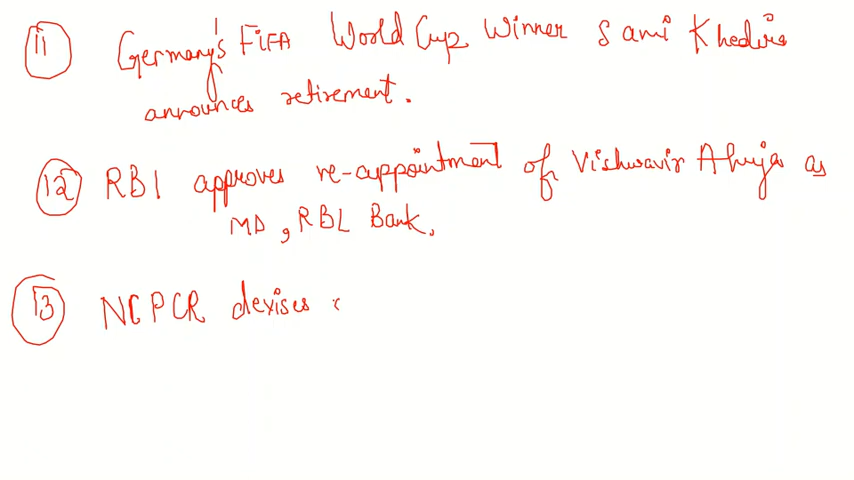 11 Germany's FIFA World Cup Winner Sami Khedira
announces retirement.
12 RBI approves re-appointment of Vishwavir Ahuja as
MD, RBL Bank.
13 NCPCR devises